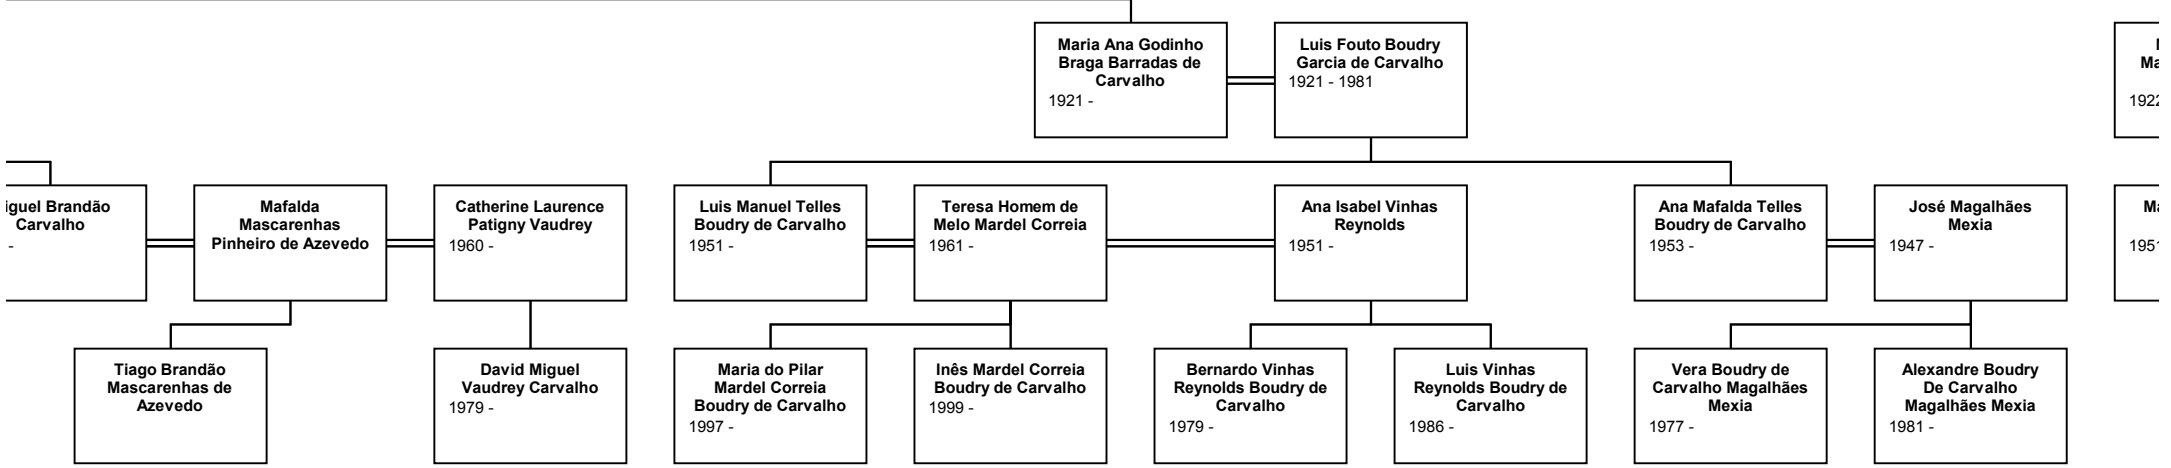 Maria Ana Godinho
Braga Barradas de
Carvalho
1921 -
Luis Fouto Boudry
Garcia de Carvalho
1921 - 1981
1922
Brandão
Carvalho
-
Mafalda
Mascarenhas
Pinheiro de Azevedo
Catherine Laurence
Patigny Vaudrey
1960 -
Luis Manuel Telles
Boudry de Carvalho
1951 -
Teresa Homem de
Melo Mardel Correia
1961 -
Ana Isabel Vinhas
Reynolds
1951 -
Ana Mafalda Telles
Boudry de Carvalho
1953 -
José Magalhães
Mexia
1947 -
1951
Tiago Brandão
Mascarenhas de
Azevedo
David Miguel
Vaudrey Carvalho
1979 -
Maria do Pilar
Mardel Correia
Boudry de Carvalho
1997 -
Inês Mardel Correia
Boudry de Carvalho
1999 -
Bernardo Vinhas
Reynolds Boudry de
Carvalho
1979 -
Luis Vinhas
Reynolds Boudry de
Carvalho
1986 -
Vera Boudry de
Carvalho Magalhães
Mexia
1977 -
Alexandre Boudry
De Carvalho
Magalhães Mexia
1981 -